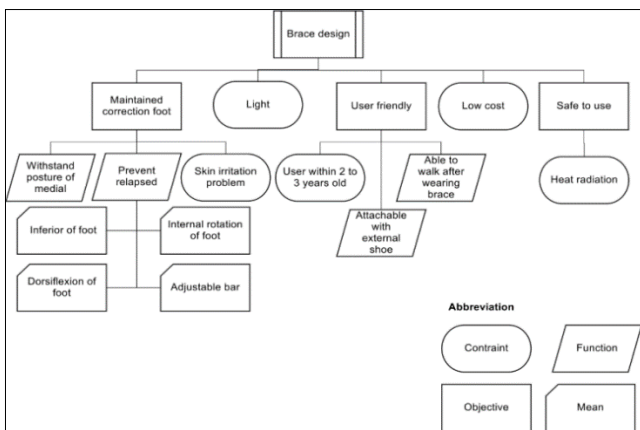 Brace design
Maintained
correction foot
Light
User friendly
Low cost
Safe to use
Withstand
posture of
medial
Prevent
relapsed
Skin irritation
problem
User within 2 to
3 years old
Able to
walk after
wearing
brace
Heat radiation
Attachable
with
external
shoe
Inferior of foot
Internal rotation
of foot
Dorsiflexion of
foot
Adjustable bar
Abbreviation
Contraint
Function
Objective
Mean